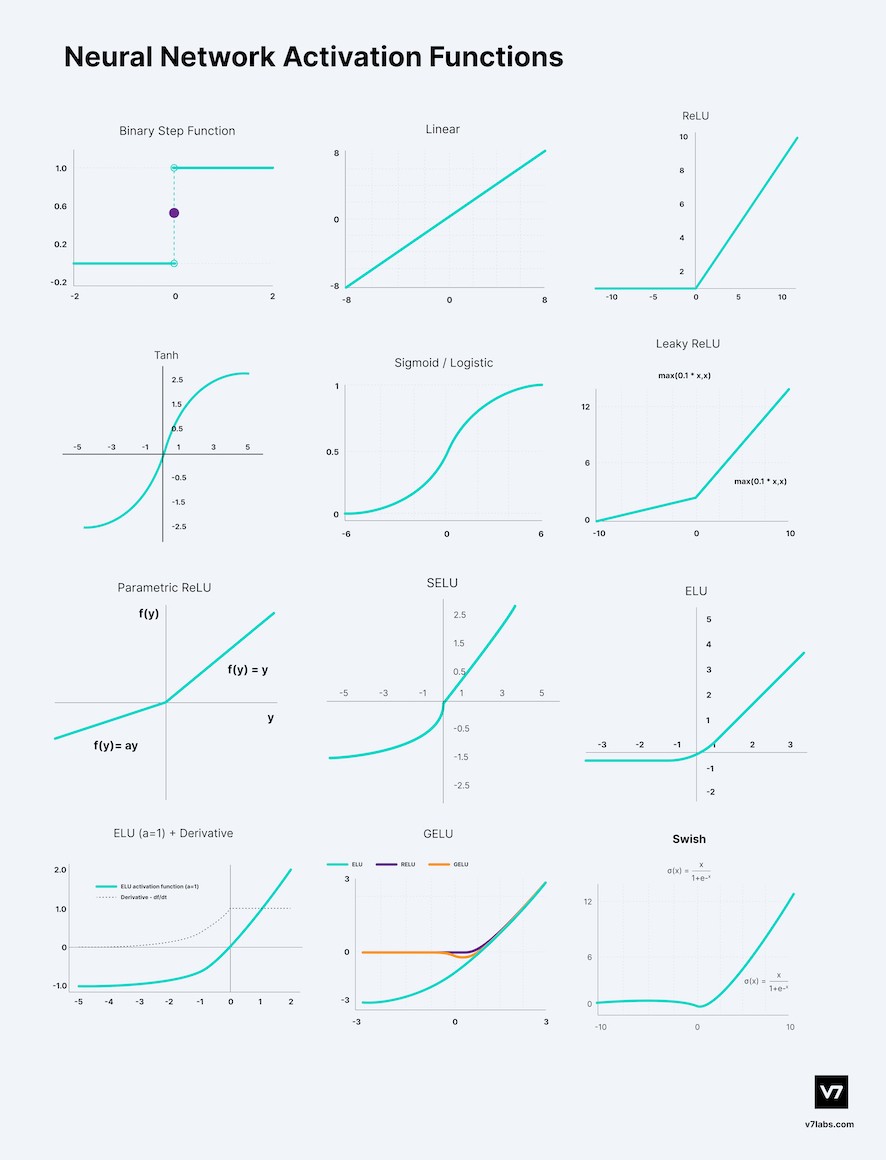 Neural Network Activation Functions
Binary Step Function
1.0
0.6
0.2
-0.2
-2 0 2
Linear
8
0
-8
-8 0 8
ReLU
10
8
6
4
2
-10 -5 0 5 10
Tanh
2.5
1.5
0.5
-5 -3 -1 1 3 5
-0.5
-1.5
-2.5
Sigmoid / Logistic
1
0.5
0
-6 0 6
Leaky ReLU
max(0.1 * x,x)
12
6
max(0.1 * x,x)
0
-10 0 10
Parametric ReLU
f(y)
f(y) = y
y
f(y)= ay
SELU
2.5
1.5
0.5
-5 -3 -1 1 3 5
-0.5
-1.5
-2.5
ELU
5
4
3
2
1
-3 -2 -1 1 2 3
-1
-2
ELU (a=1) + Derivative
2.0
ELU activation function (a=1)
Derivative - df/dt
1.0
0
-1.0
-5 -4 -3 -2 -1 0 1 2
GELU
ELU RELU GELU
3
0
-3
-3 0 3
Swish
σ(x) = x
1+e-ˣ
12
6
σ(x) = x
1+e-ˣ
0
-10 0 10
V7
v7labs.com